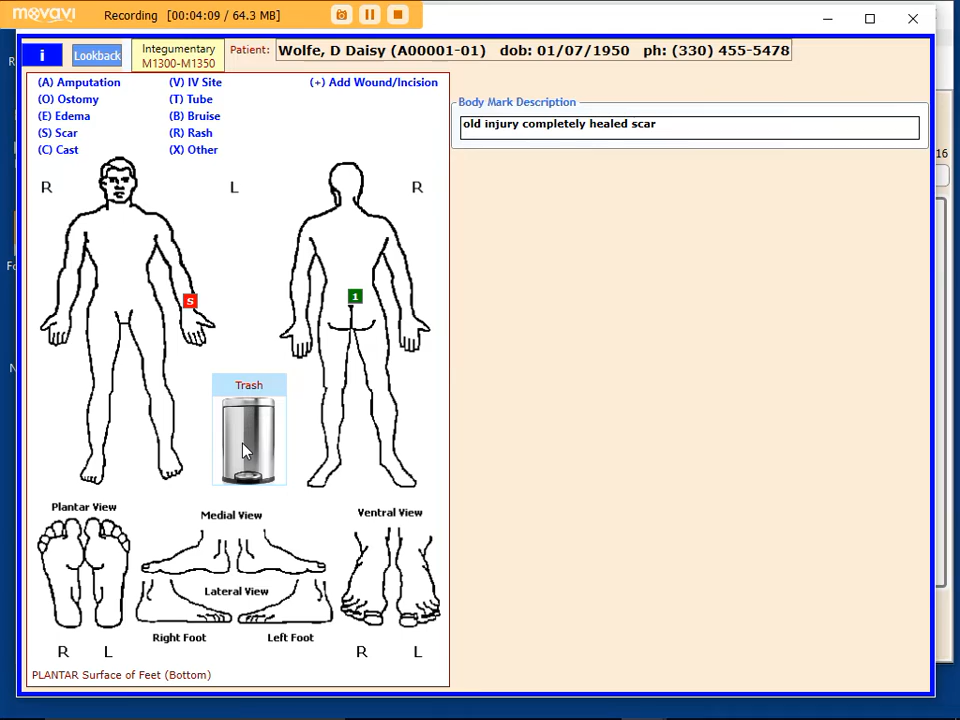 movavi Recording [00:04:09 / 64.3 MB]
i Lookback Integumentary M1300-M1350 Patient: Wolfe, D Daisy (A00001-01) dob: 01/07/1950 ph: (330) 455-5478
(A) Amputation (V) IV Site (+) Add Wound/Incision
(O) Ostomy (T) Tube
(E) Edema (B) Bruise
(S) Scar (R) Rash
(C) Cast (X) Other
Body Mark Description
old injury completely healed scar
16
R L R
S 1
Trash
Plantar View Medial View Ventral View
Lateral View
Right Foot Left Foot
R L R L
PLANTAR Surface of Feet (Bottom)